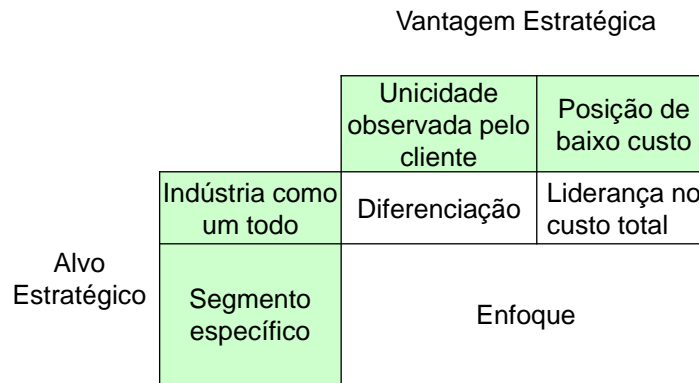 Vantagem Estratégica
Unicidade
observada pelo
cliente
Posição de
baixo custo
Indústria como
um todo
Diferenciação
Liderança no
custo total
Alvo
Estratégico
Segmento
específico
Enfoque